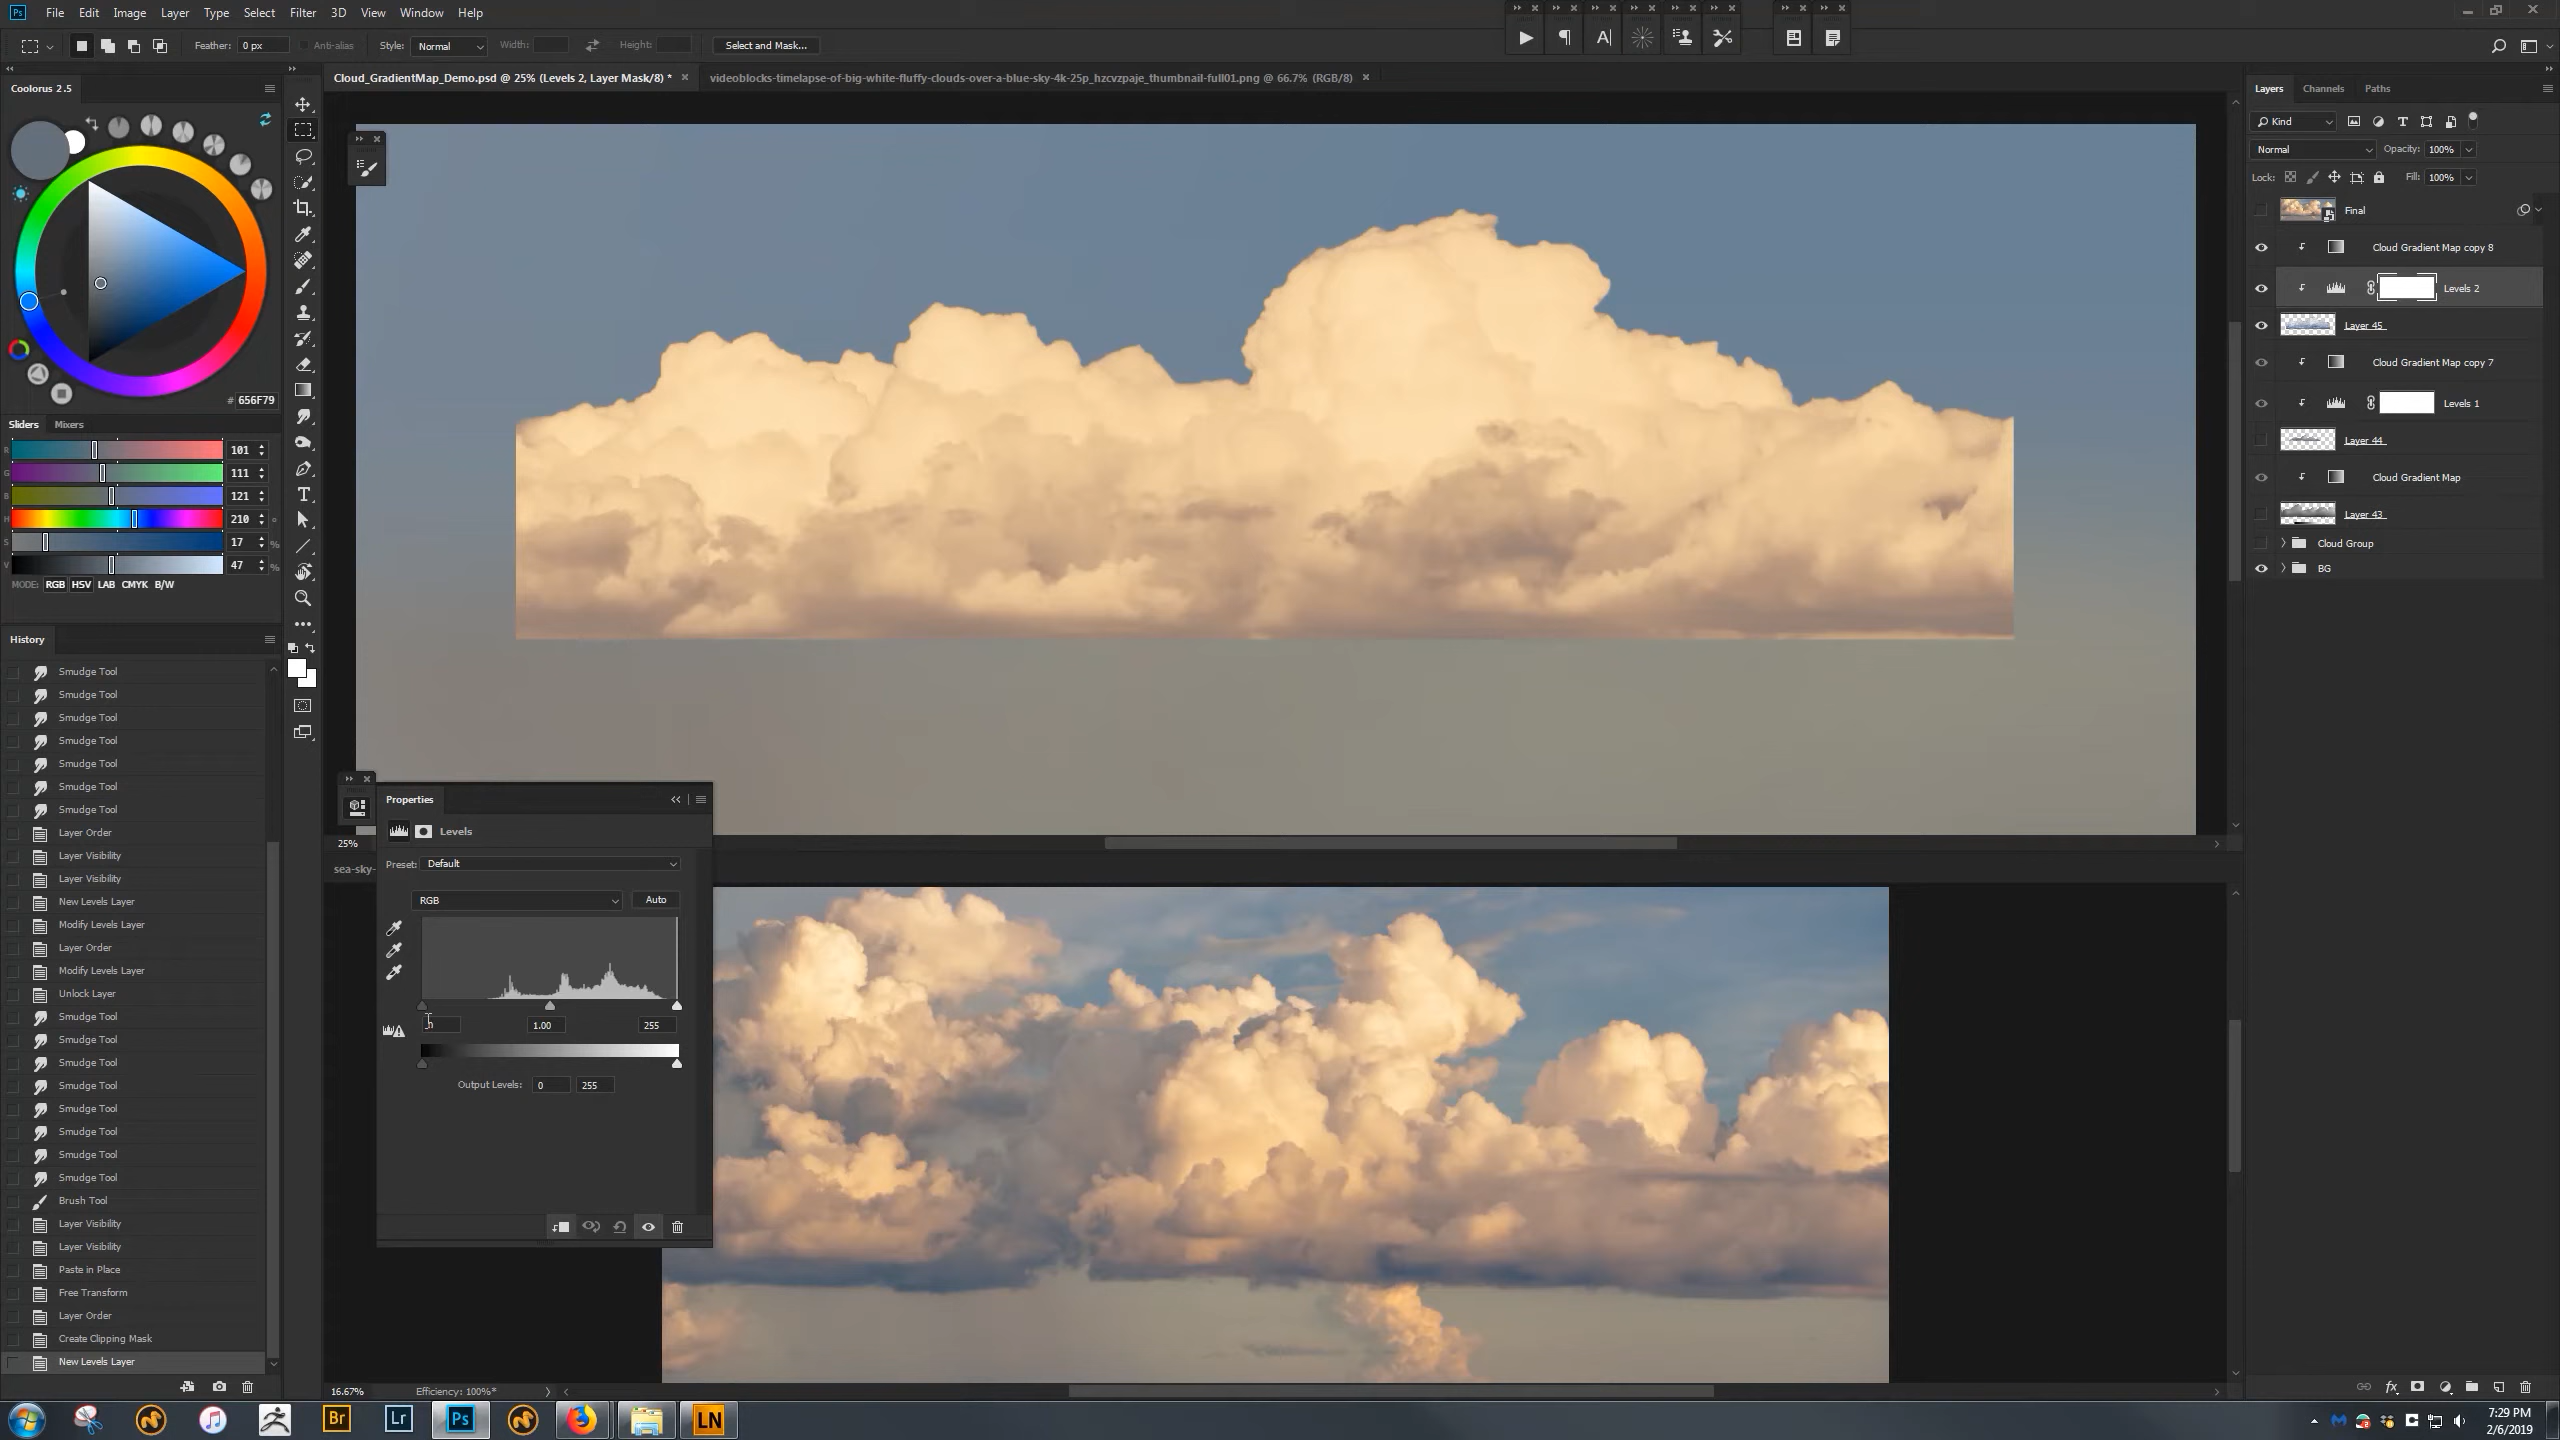 Ps File Edit Image Layer Type Select Filter 3D View Window Help
Feather: 0 px Anti-alias Style: Normal Width: Height: Select and Mask...
Coolorus 2.5
Cloud_GradientMap_Demo.psd @ 25% (Levels 2, Layer Mask/8) *
videoblocks-timelapse-of-big-white-fluffy-clouds-over-a-blue-sky-4k-25p_hzcvzpaje_thumbnail-full01.png @ 66.7% (RGB/8)
# 656F79
Sliders Mixers
R 101
G 111
B 121
H 210 °
S 17 %
V 47 %
MODE: RGB HSV LAB CMYK B/W
History
Smudge Tool
Smudge Tool
Smudge Tool
Smudge Tool
Smudge Tool
Smudge Tool
Smudge Tool
Layer Order
Layer Visibility
Layer Visibility
New Levels Layer
Modify Levels Layer
Layer Order
Modify Levels Layer
Unlock Layer
Smudge Tool
Smudge Tool
Smudge Tool
Smudge Tool
Smudge Tool
Smudge Tool
Smudge Tool
Smudge Tool
Brush Tool
Layer Visibility
Layer Visibility
Paste in Place
Free Transform
Layer Order
Create Clipping Mask
New Levels Layer
25%
sea-sky-
Properties
Levels
Preset: Default
RGB Auto
1.00 255
Output Levels: 0 255
16.67% Efficiency: 100%*
Layers Channels Paths
Kind
Normal Opacity: 100%
Lock: Fill: 100%
Final
Cloud Gradient Map copy 8
Levels 2
Layer 45
Cloud Gradient Map copy 7
Levels 1
Layer 44
Cloud Gradient Map
Layer 43
Cloud Group
BG
Br Lr Ps LN
7:29 PM
2/6/2019